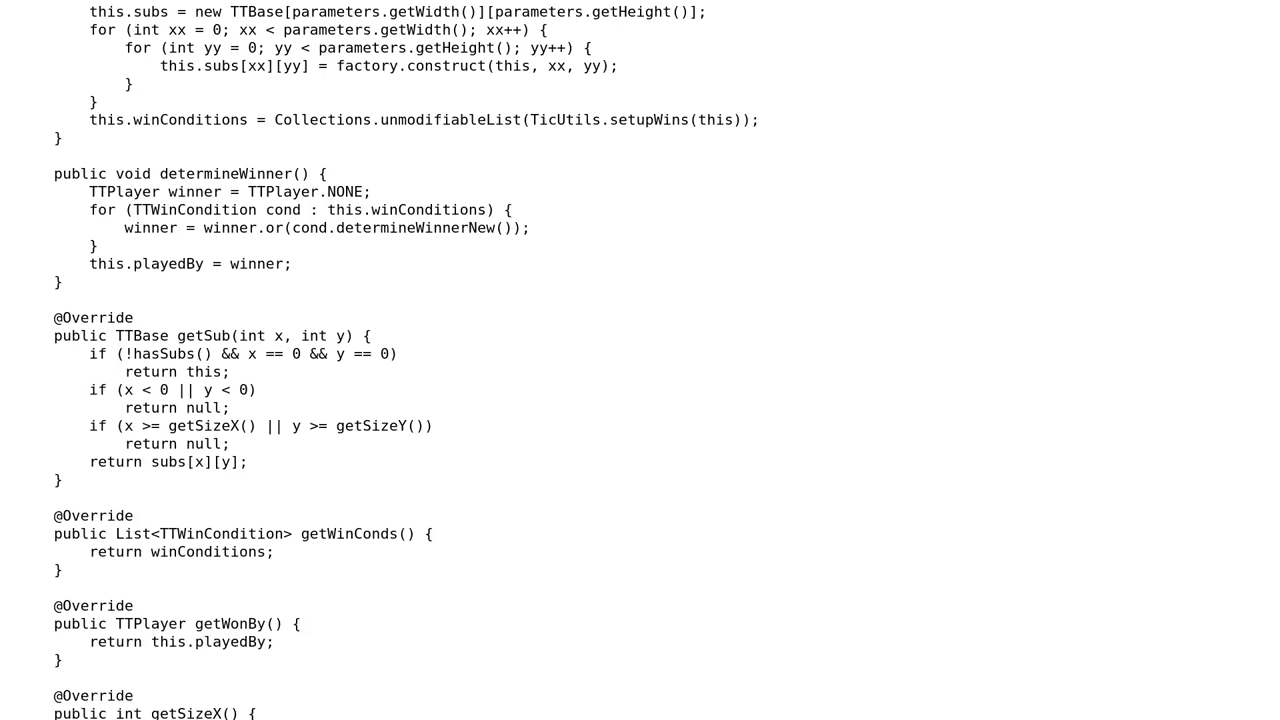 this.subs = new TTBase[parameters.getWidth()][parameters.getHeight()];
        for (int xx = 0; xx < parameters.getWidth(); xx++) {
            for (int yy = 0; yy < parameters.getHeight(); yy++) {
                this.subs[xx][yy] = factory.construct(this, xx, yy);
            }
        }
        this.winConditions = Collections.unmodifiableList(TicUtils.setupWins(this));
    }

    public void determineWinner() {
        TTPlayer winner = TTPlayer.NONE;
        for (TTWinCondition cond : this.winConditions) {
            winner = winner.or(cond.determineWinnerNew());
        }
        this.playedBy = winner;
    }

    @Override
    public TTBase getSub(int x, int y) {
        if (!hasSubs() && x == 0 && y == 0)
            return this;
        if (x < 0 || y < 0)
            return null;
        if (x >= getSizeX() || y >= getSizeY())
            return null;
        return subs[x][y];
    }

    @Override
    public List<TTWinCondition> getWinConds() {
        return winConditions;
    }

    @Override
    public TTPlayer getWonBy() {
        return this.playedBy;
    }

    @Override
    public int getSizeX() {